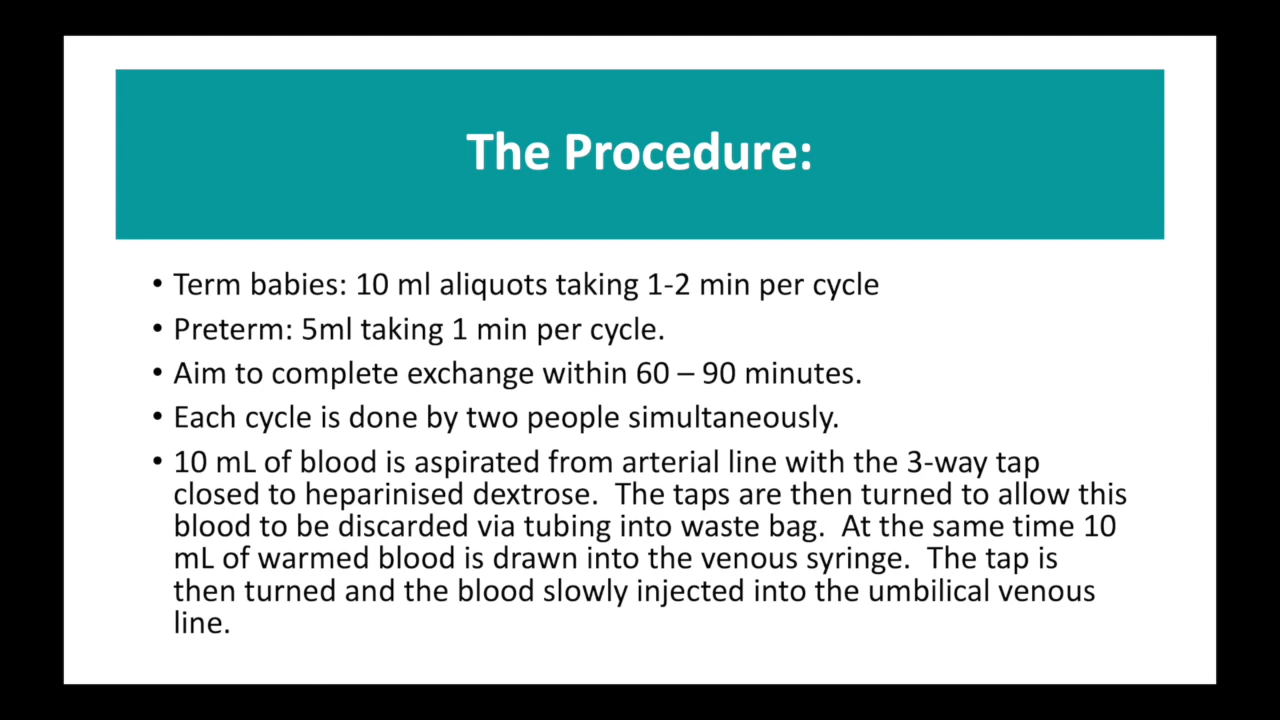 The Procedure:
• Term babies: 10 ml aliquots taking 1-2 min per cycle
• Preterm: 5ml taking 1 min per cycle.
• Aim to complete exchange within 60 – 90 minutes.
• Each cycle is done by two people simultaneously.
• 10 mL of blood is aspirated from arterial line with the 3-way tap
closed to heparinised dextrose.  The taps are then turned to allow this
blood to be discarded via tubing into waste bag.  At the same time 10
mL of warmed blood is drawn into the venous syringe.  The tap is
then turned and the blood slowly injected into the umbilical venous
line.